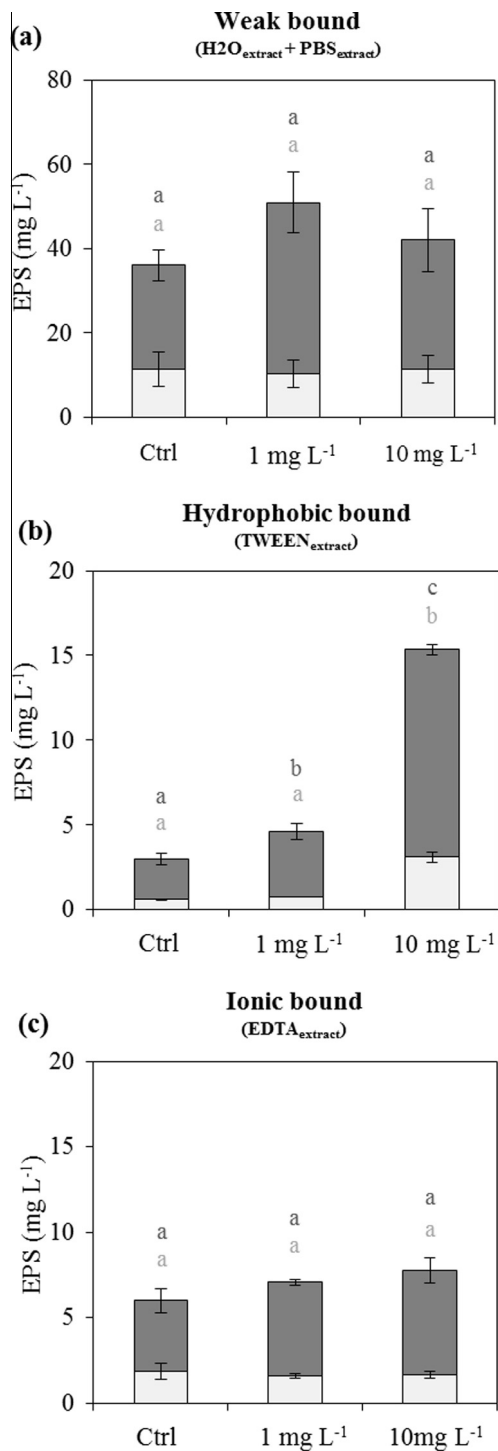 (a)
Weak bound
(H2Oextract + PBSextract)
80
60
40
20
0
EPS (mg L-1)
a
a
a
a
a
a
Ctrl
1 mg L-1
10 mg L-1
(b)
Hydrophobic bound
(TWEENextract)
20
15
10
5
0
EPS (mg L-1)
a
a
b
a
c
b
Ctrl
1 mg L-1
10 mg L-1
(c)
Ionic bound
(EDTAextract)
20
15
10
5
0
EPS (mg L-1)
a
a
a
a
a
a
Ctrl
1 mg L-1
10mg L-1